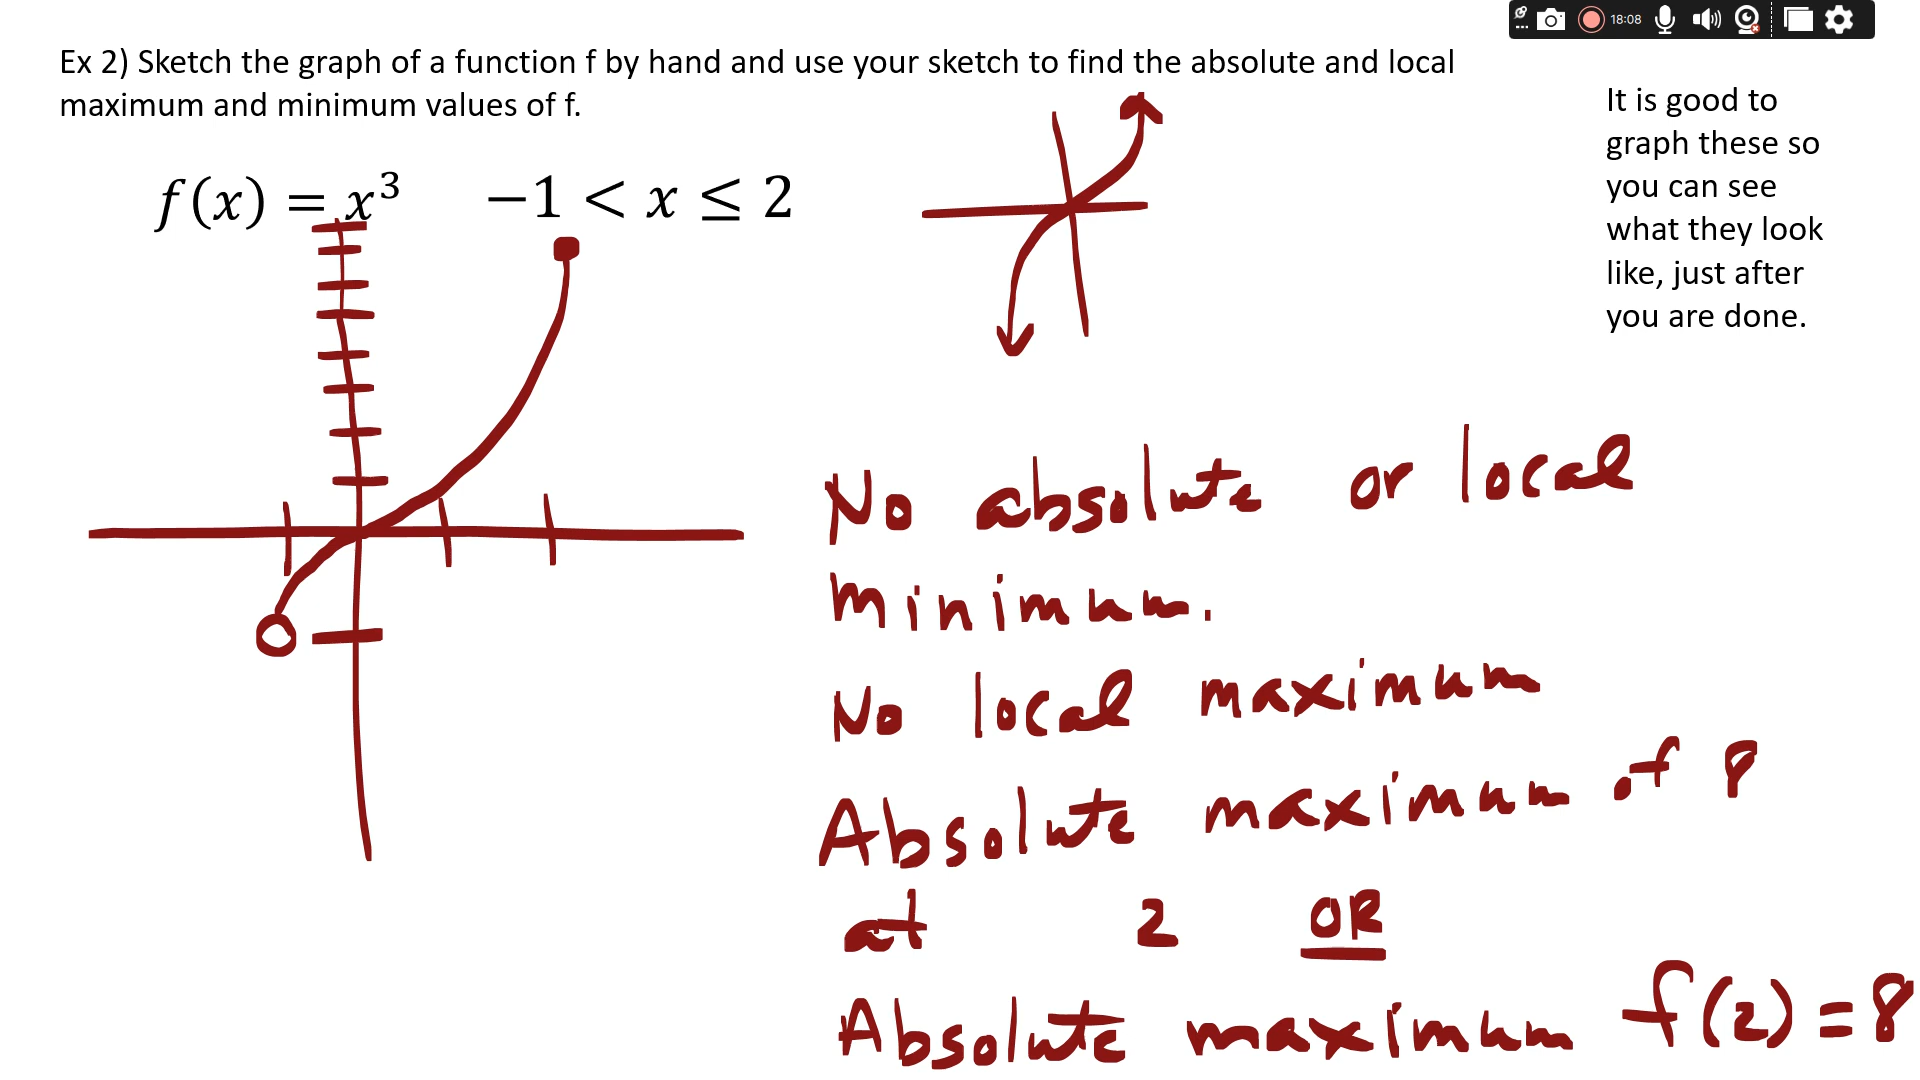 18:08
Ex 2) Sketch the graph of a function f by hand and use your sketch to find the absolute and local
maximum and minimum values of f.
f(x) = x³    −1 < x ≤ 2
It is good to
graph these so
you can see
what they look
like, just after
you are done.
No absolute or local
minimum.
No local maximum
Absolute maximum of 8
at 2 OR
Absolute maximum f(2) = 8